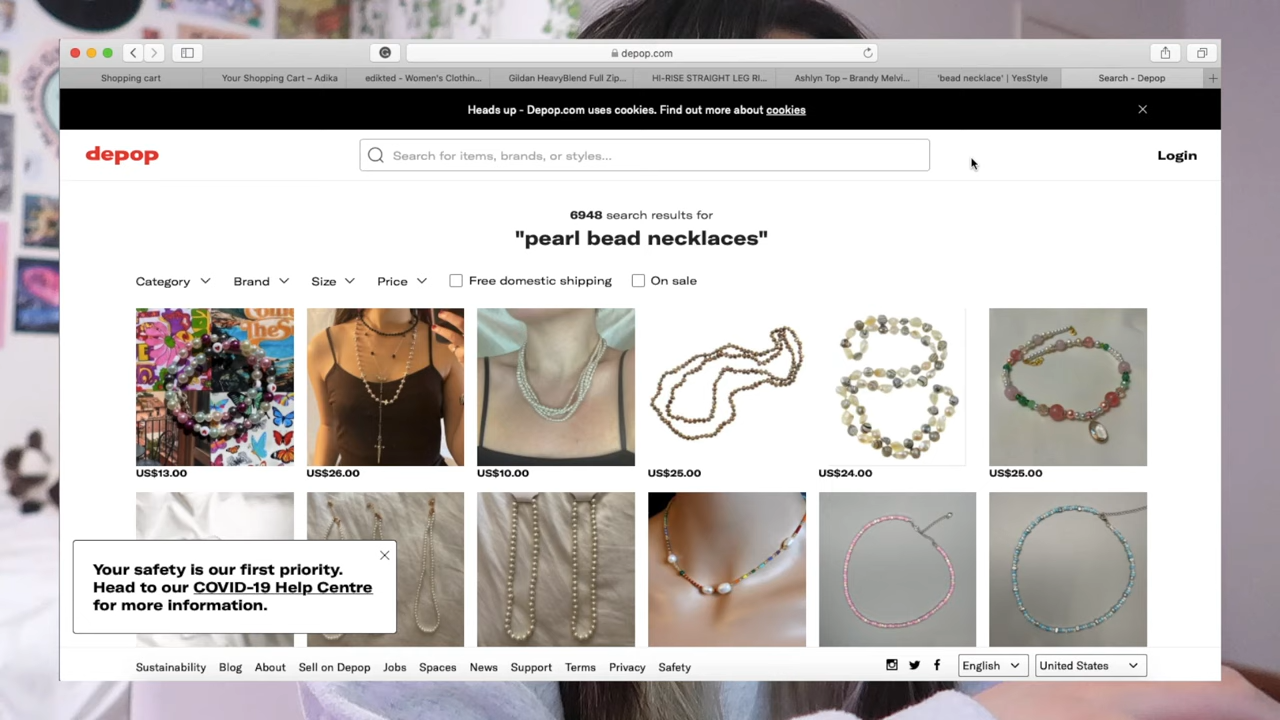 depop.com
Shopping cart
Your Shopping Cart – Adika
edikted - Women's Clothin...
Gildan HeavyBlend Full Zip...
HI-RISE STRAIGHT LEG RI...
Ashlyn Top – Brandy Melvi...
'bead necklace' | YesStyle
Search - Depop
Heads up - Depop.com uses cookies. Find out more about cookies
depop
Search for items, brands, or styles...
Login
6948 search results for
"pearl bead necklaces"
Category
Brand
Size
Price
Free domestic shipping
On sale
US$13.00
US$26.00
US$10.00
US$25.00
US$24.00
US$25.00
Your safety is our first priority.
Head to our COVID-19 Help Centre
for more information.
Sustainability
Blog
About
Sell on Depop
Jobs
Spaces
News
Support
Terms
Privacy
Safety
English
United States